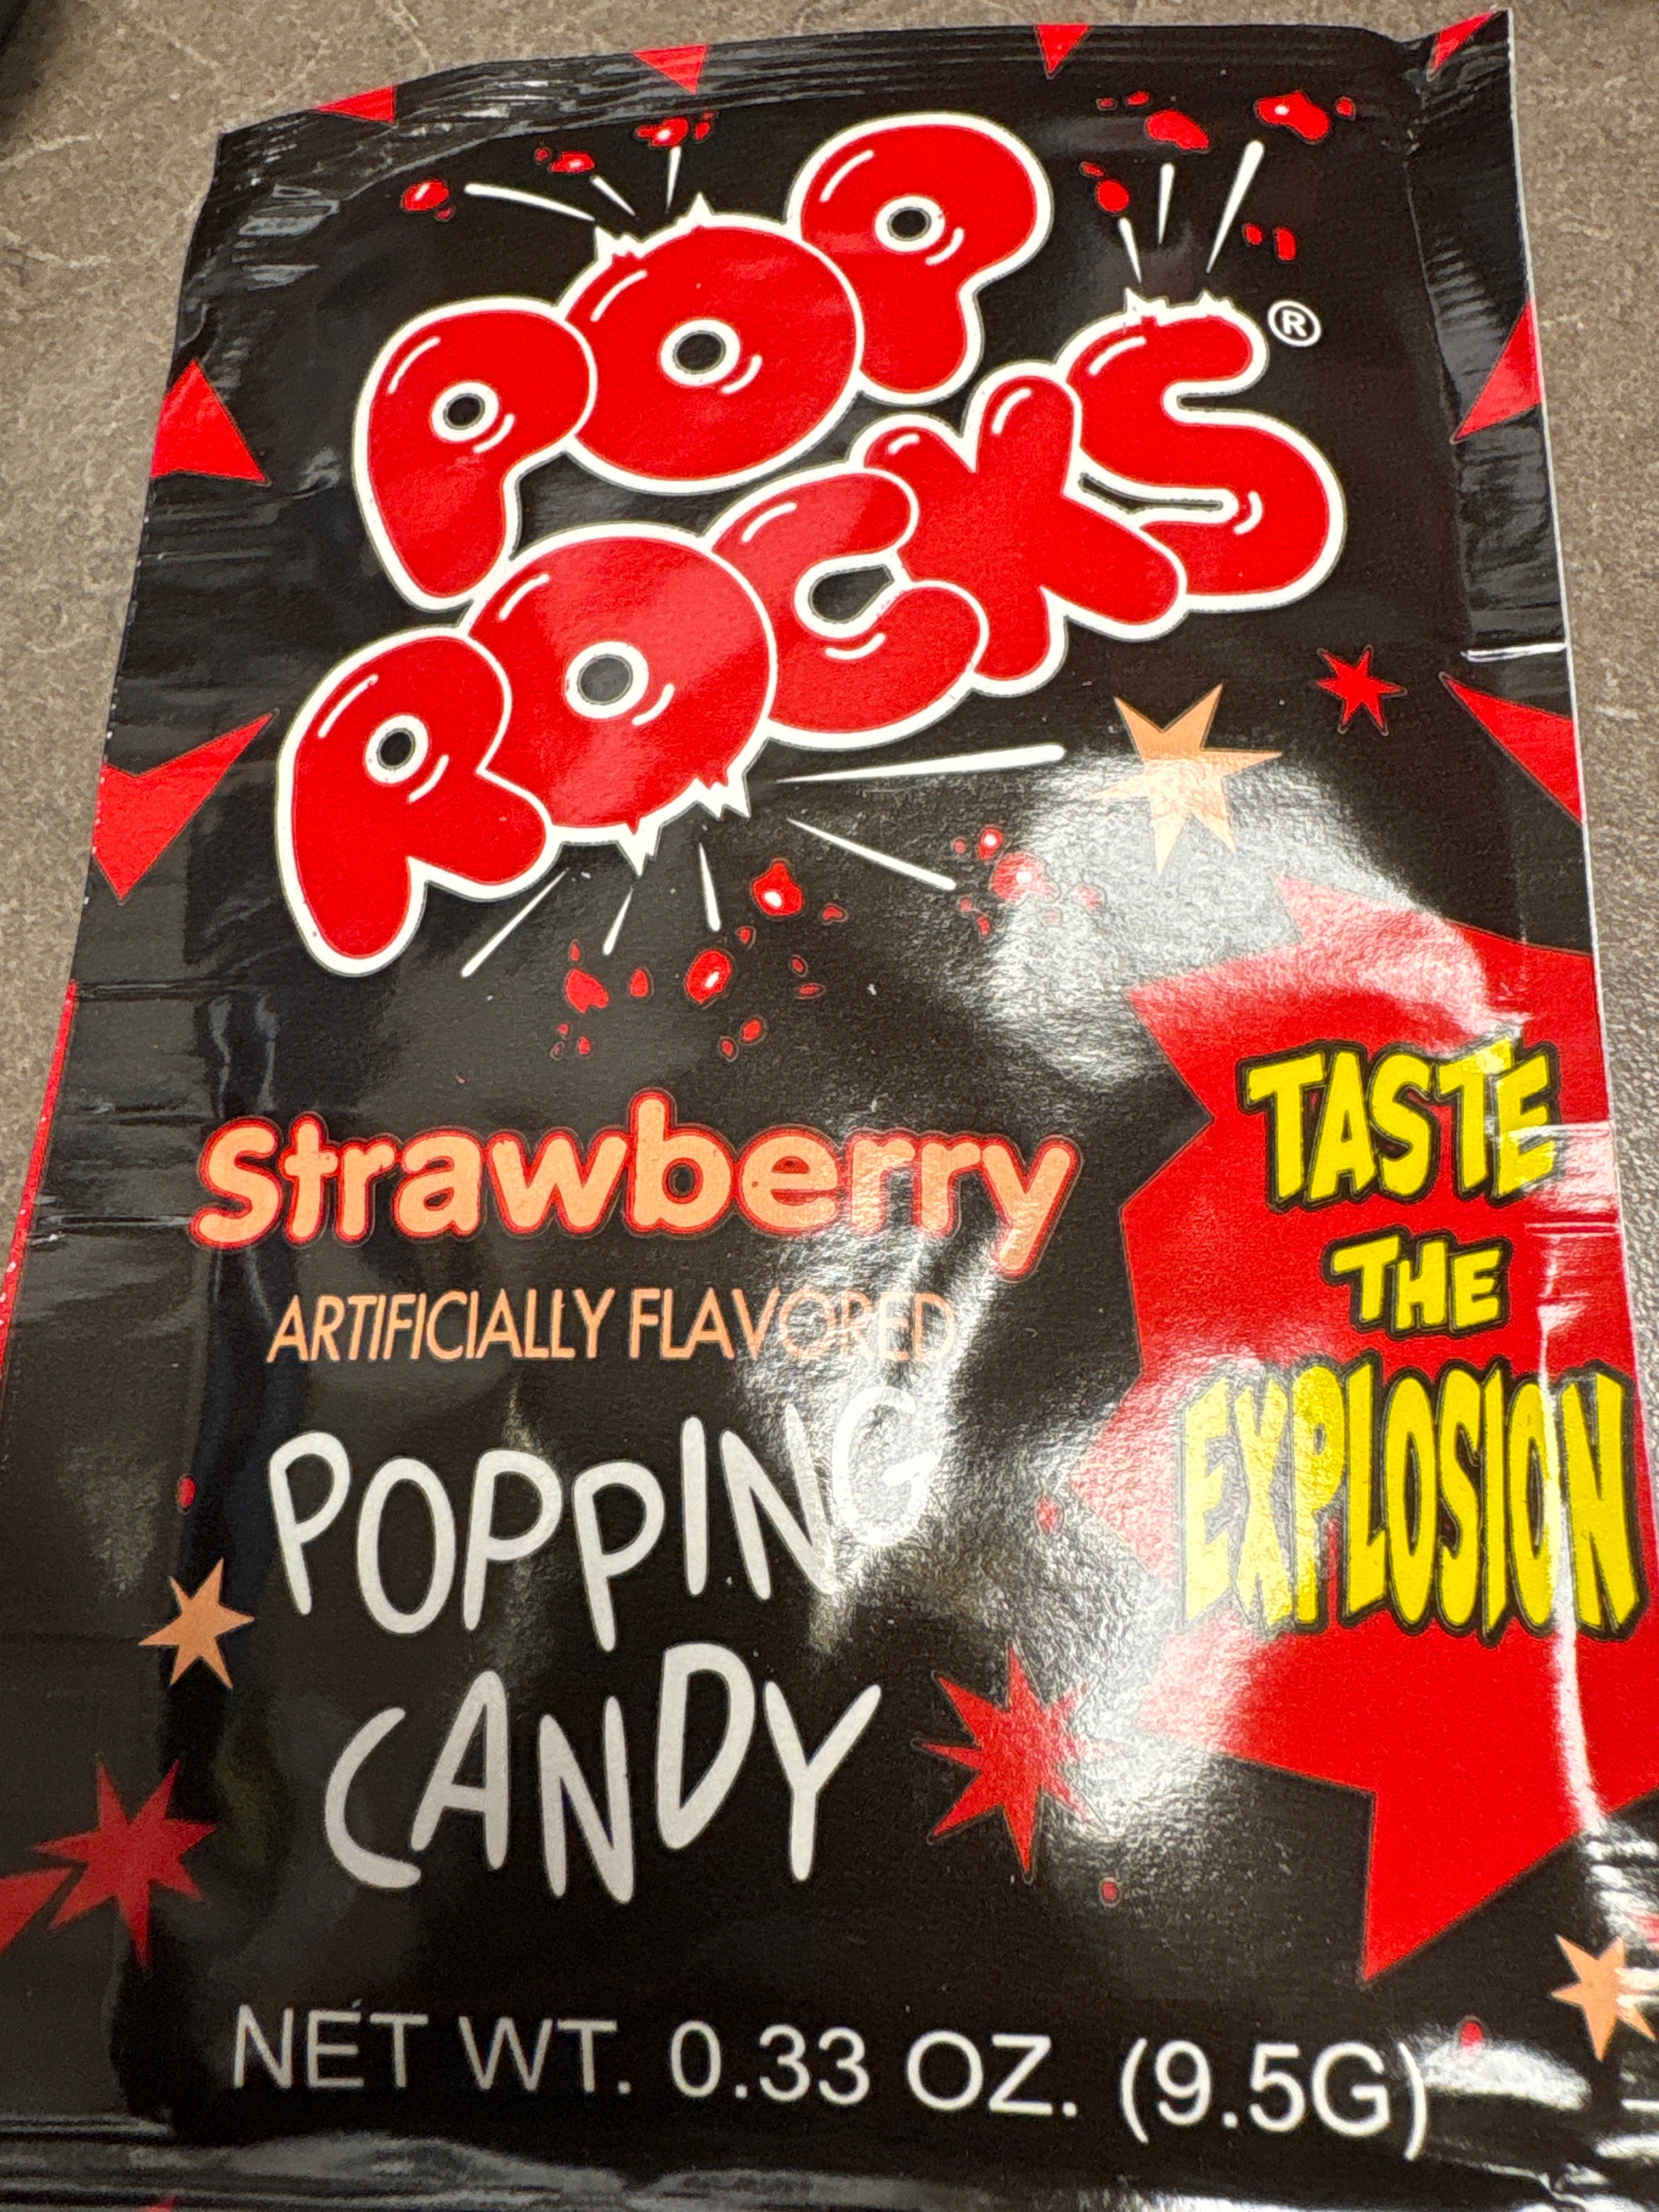 POP
ROCKS®
Strawberry
ARTIFICIALLY FLAVORED
POPPING
CANDY
TASTE
THE
EXPLOSION
NET WT. 0.33 OZ. (9.5G)